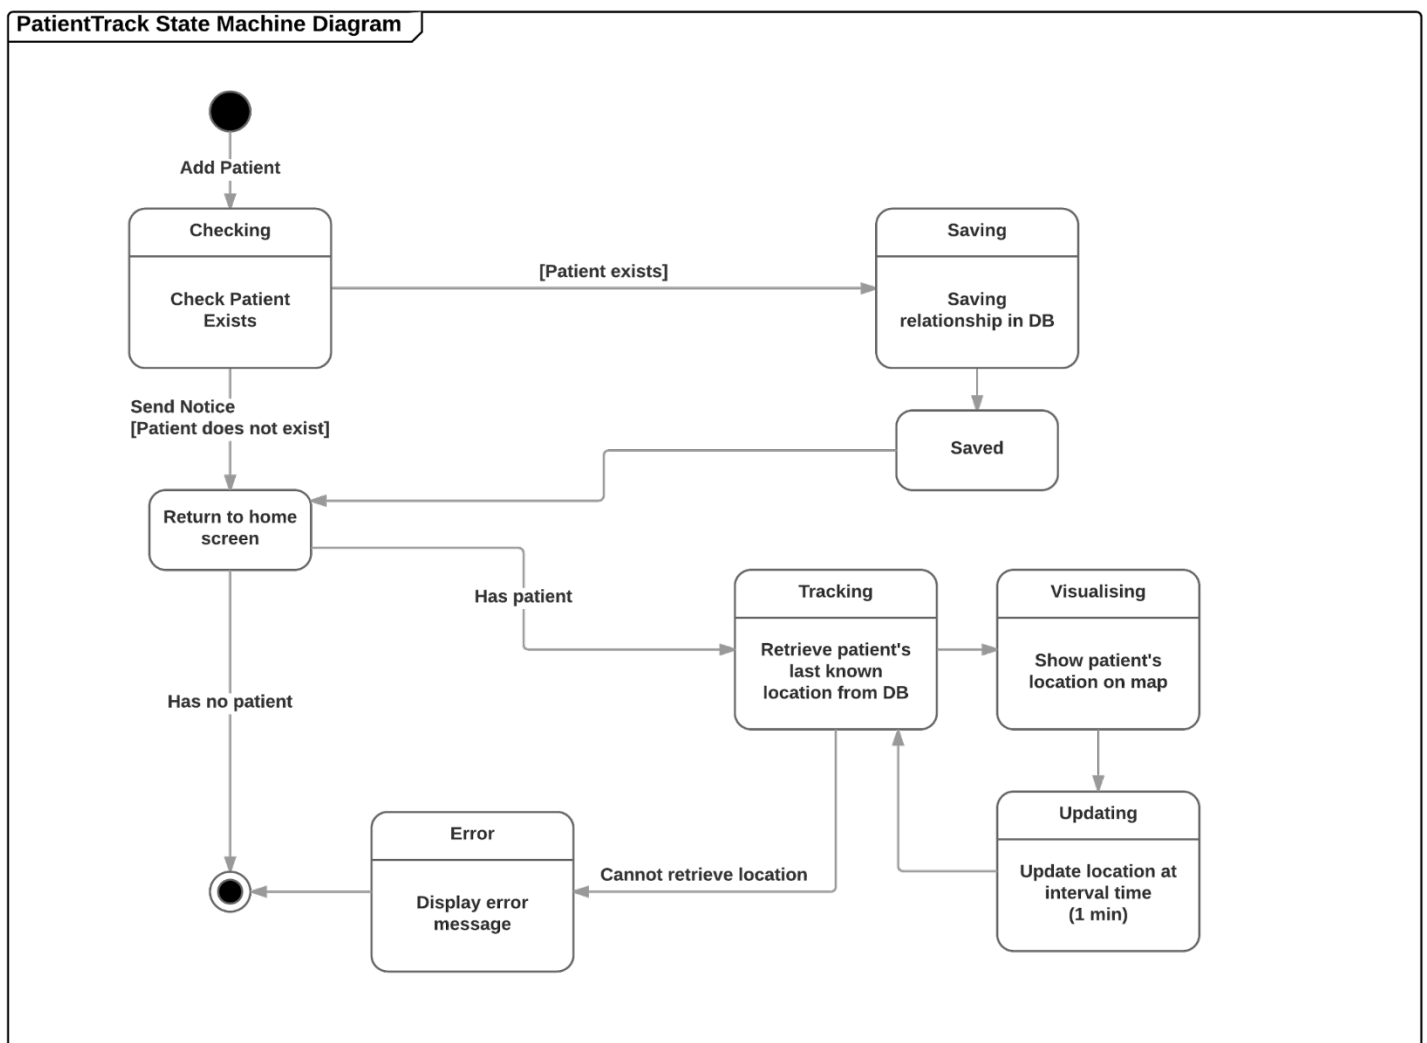 PatientTrack State Machine Diagram
Add Patient
Checking
Check Patient
Exists
[Patient exists]
Saving
Saving
relationship in DB
Send Notice
[Patient does not exist]
Saved
Return to home
screen
Has patient
Tracking
Retrieve patient's
last known
location from DB
Visualising
Show patient's
location on map
Has no patient
Updating
Update location at
interval time
(1 min)
Error
Display error
message
Cannot retrieve location